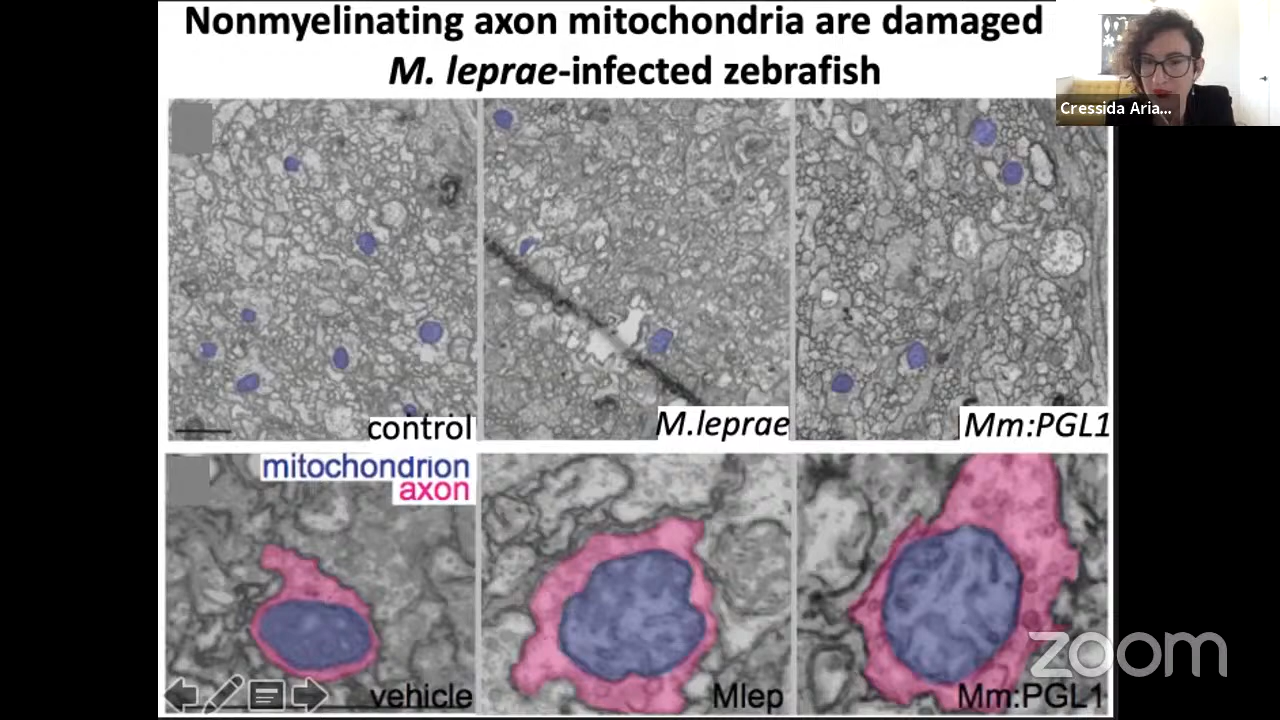 Nonmyelinating axon mitochondria are damaged
M. leprae-infected zebrafish
Cressida Aria...
control
M.leprae
Mm:PGL1
mitochondrion
axon
vehicle
Mlep
Mm:PGL1
zoom